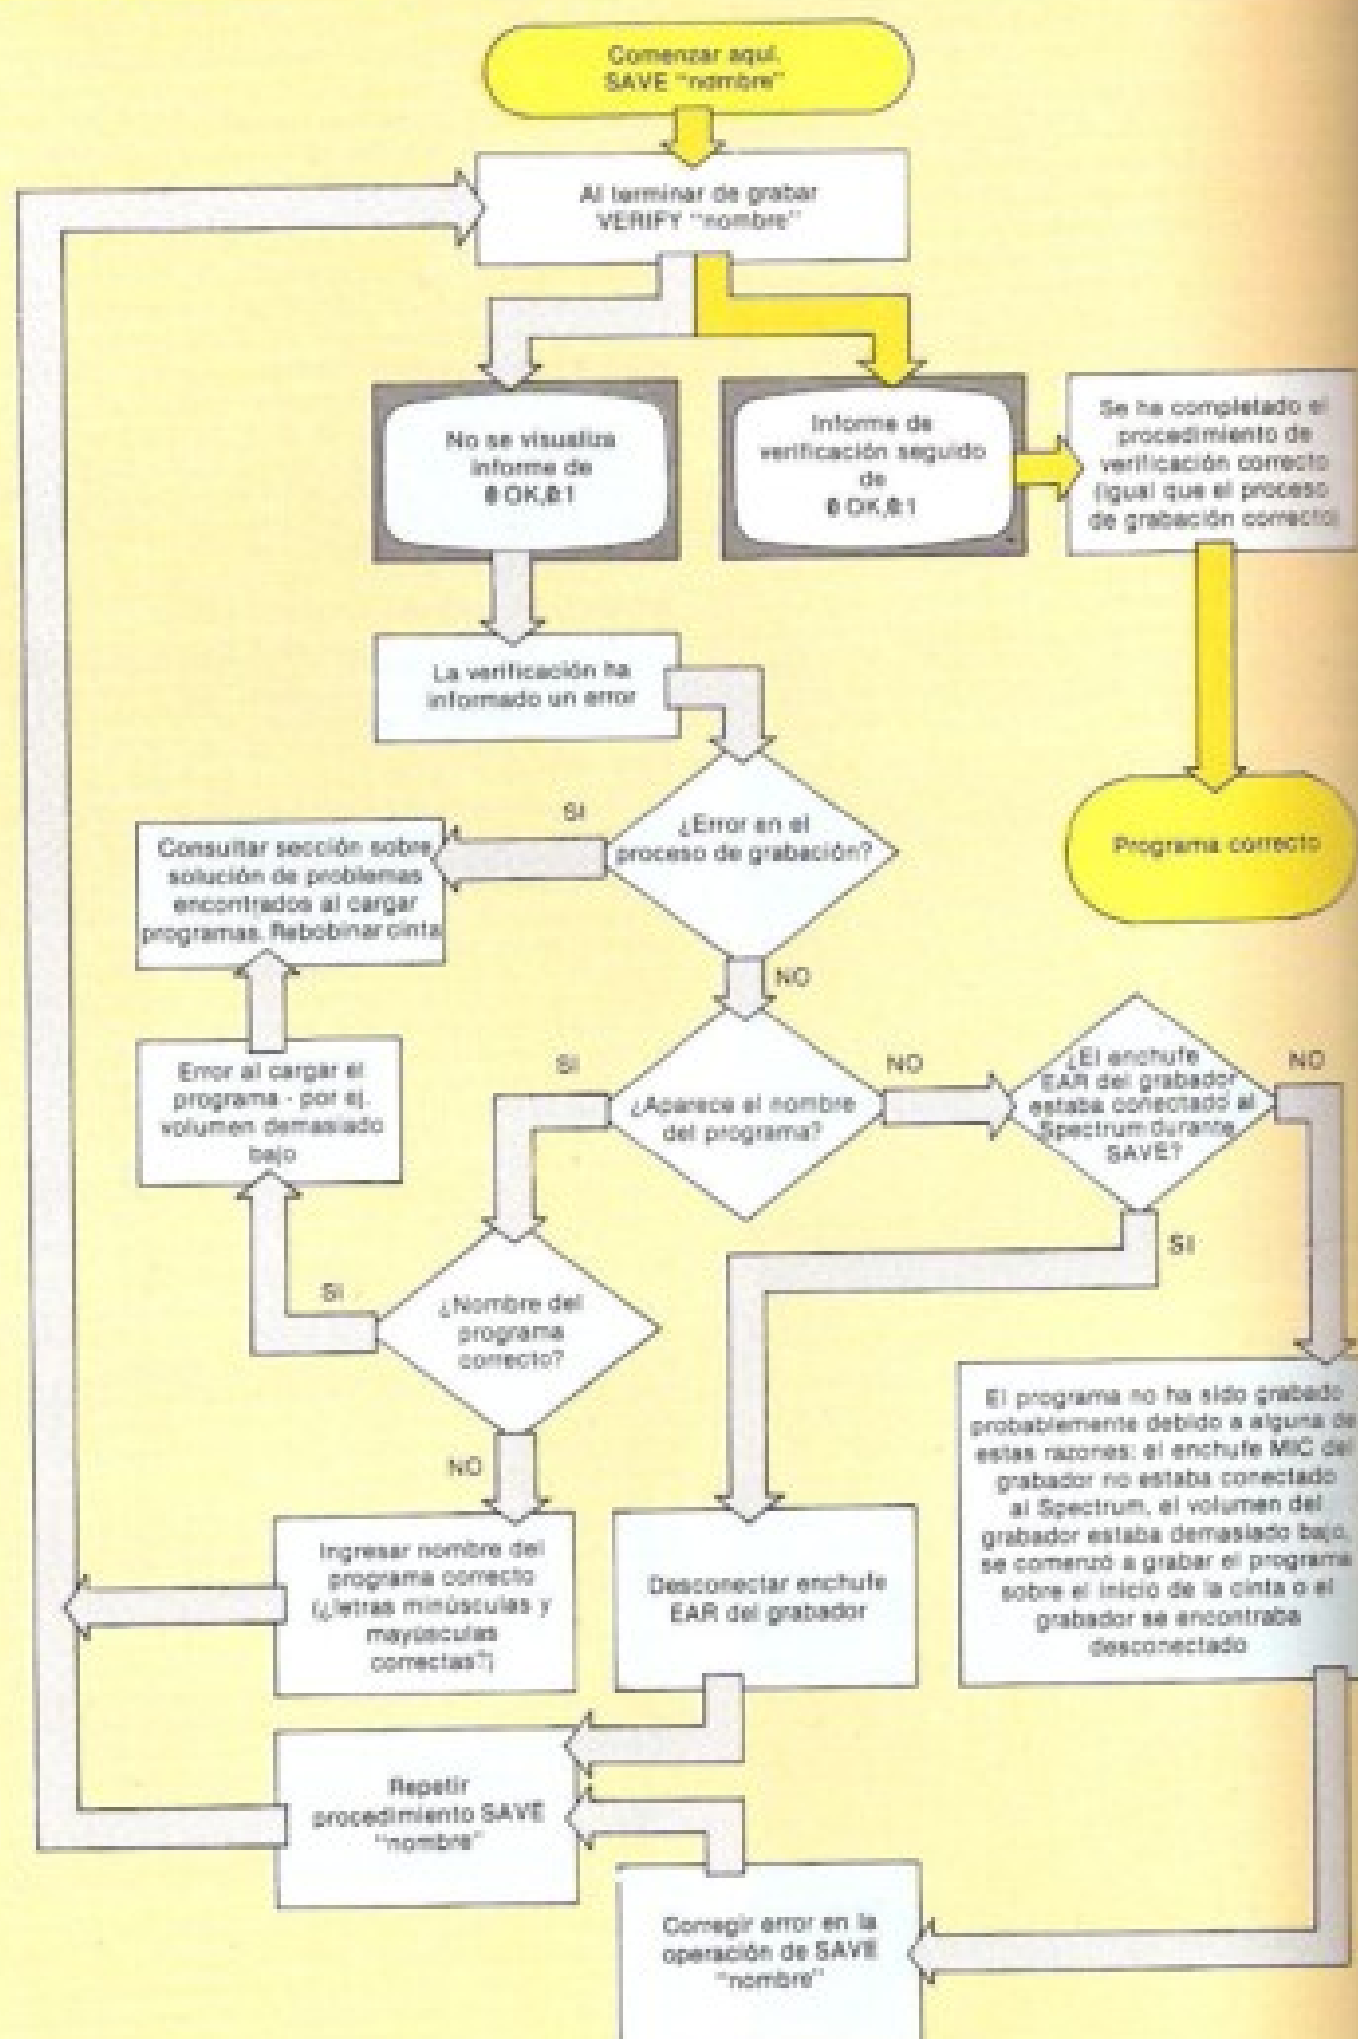 Comenzar aquí.
SAVE "nombre"
Al terminar de grabar
VERIFY "nombre"
No se visualiza
informe de
0 OK,0:1
Informe de
verificación seguido
de
0 OK,0:1
Se ha completado el
procedimiento de
verificación correcto
(igual que el proceso
de grabación correcto)
La verificación ha
informado un error
¿Error en el
proceso de grabación?
SI
NO
Programa correcto
Consultar sección sobre
solución de problemas
encontrados al cargar
programas. Rebobinar cinta
Error al cargar el
programa - por ej.
volumen demasiado
bajo
¿Aparece el nombre
del programa?
SI
NO
¿El enchufe
EAR del grabador
estaba conectado al
Spectrum durante
SAVE?
NO
SI
¿Nombre del
programa
correcto?
SI
NO
Ingresar nombre del
programa correcto
(¿letras minúsculas y
mayúsculas
correctas?)
Desconectar enchufe
EAR del grabador
El programa no ha sido grabado
probablemente debido a alguna de
estas razones: el enchufe MIC del
grabador no estaba conectado
al Spectrum, el volumen del
grabador estaba demasiado bajo,
se comenzó a grabar el programa
sobre el inicio de la cinta o el
grabador se encontraba
desconectado
Repetir
procedimiento SAVE
"nombre"
Corregir error en la
operación de SAVE
"nombre"